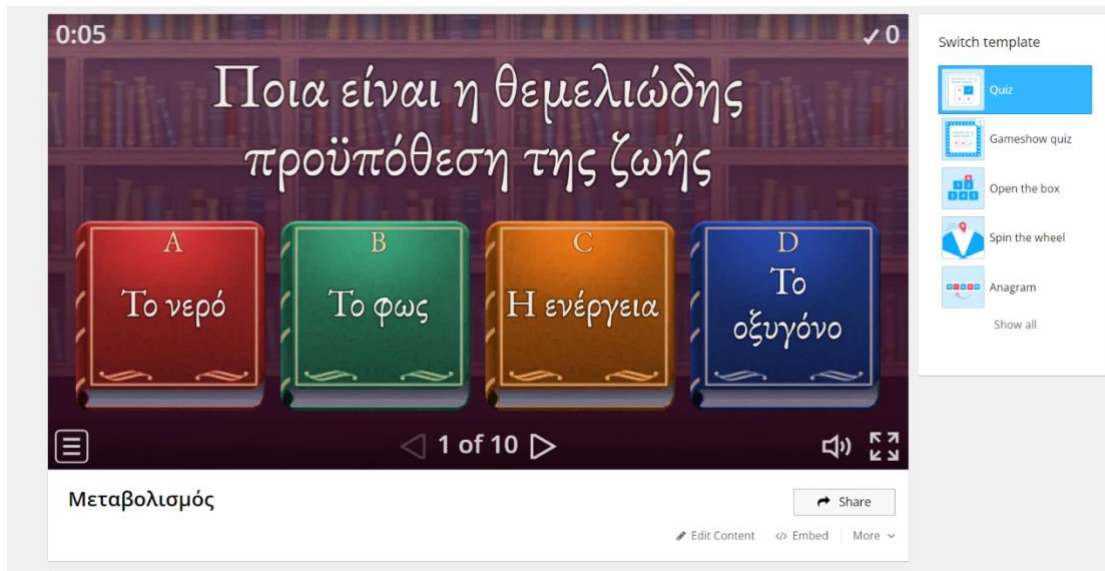 0:05
✓ 0
Ποια είναι η θεμελιώδης
προϋπόθεση της ζωής
A
Το νερό
B
Το φως
C
Η ενέργεια
D
Το
οξυγόνο
1 of 10
Μεταβολισμός
Share
Edit Content
Embed
More
Switch template
Quiz
Gameshow quiz
Open the box
Spin the wheel
Anagram
Show all